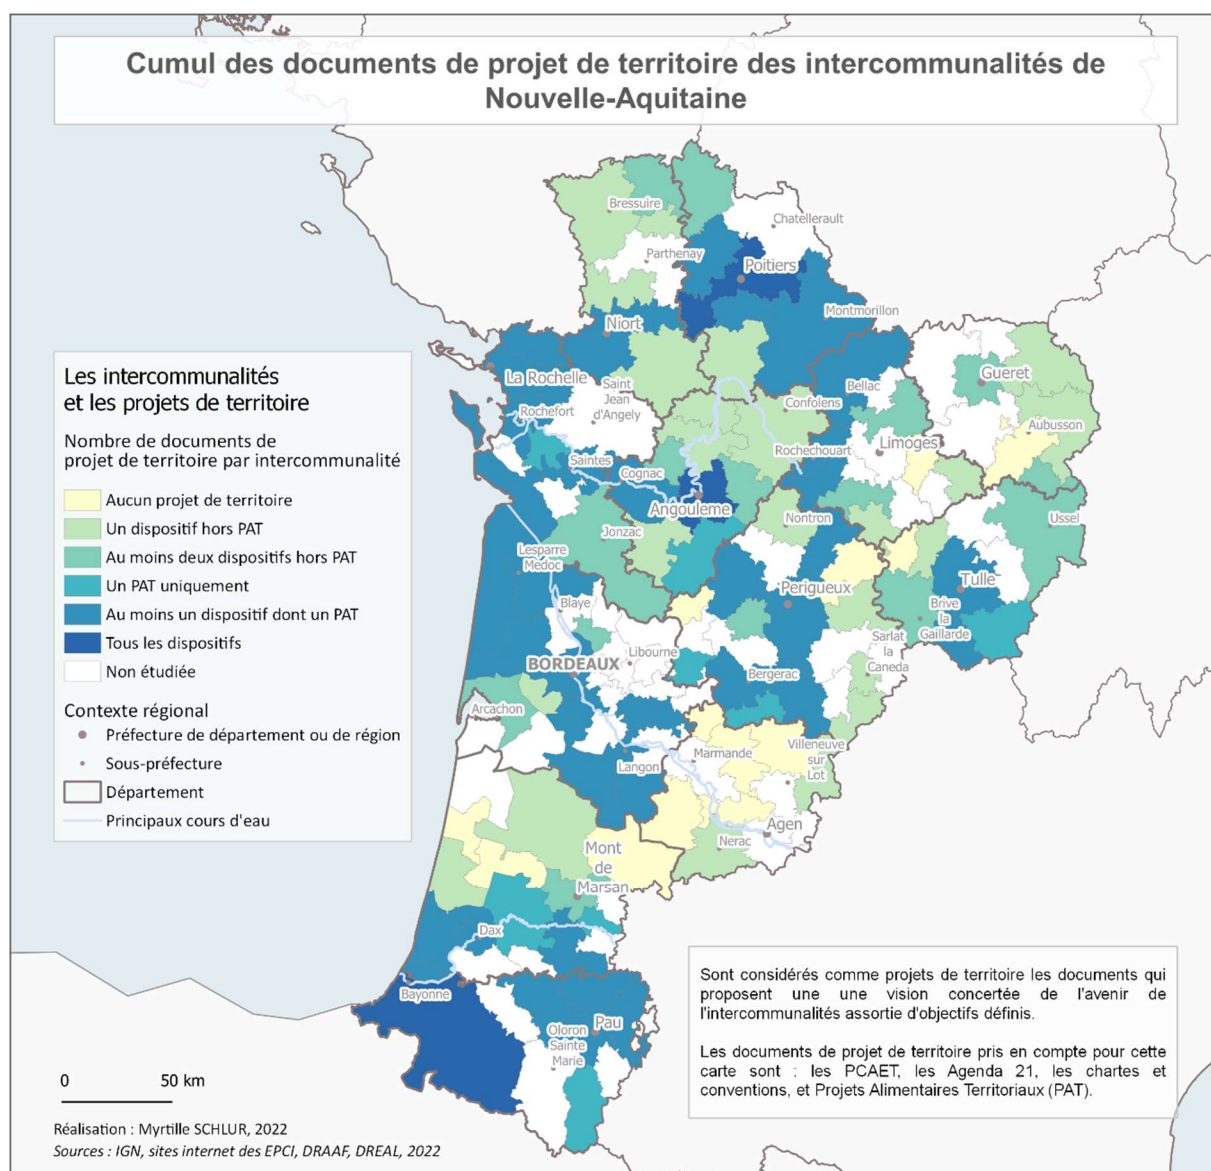 Cumul des documents de projet de territoire des intercommunalités de
Nouvelle-Aquitaine
Bressuire
Chatellerault
Parthenay
Poitiers
Montmorillon
Niort
La Rochelle
Saint
Jean
d'Angely
Rochefort
Bellac
Gueret
Confolens
Aubusson
Limoges
Rochechouart
Saintes
Cognac
Angouleme
Ussel
Nontron
Jonzac
Lesparre
Medoc
Perigueux
Tulle
Blaye
Brive
la
Gaillarde
Sarlat
la
Caneda
Libourne
BORDEAUX
Bergerac
Arcachon
Villeneuve
sur
Lot
Marmande
Langon
Agen
Nerac
Mont
de
Marsan
Dax
Bayonne
Pau
Oloron
Sainte
Marie
Les intercommunalités
et les projets de territoire
Nombre de documents de
projet de territoire par intercommunalité
Aucun projet de territoire
Un dispositif hors PAT
Au moins deux dispositifs hors PAT
Un PAT uniquement
Au moins un dispositif dont un PAT
Tous les dispositifs
Non étudiée
Contexte régional
Préfecture de département ou de région
Sous-préfecture
Département
Principaux cours d'eau
Sont considérés comme projets de territoire les documents qui
proposent une une vision concertée de l'avenir de
l'intercommunalités assortie d'objectifs définis.
Les documents de projet de territoire pris en compte pour cette
carte sont : les PCAET, les Agenda 21, les chartes et
conventions, et Projets Alimentaires Territoriaux (PAT).
0 50 km
Réalisation : Myrtille SCHLUR, 2022
Sources : IGN, sites internet des EPCI, DRAAF, DREAL, 2022